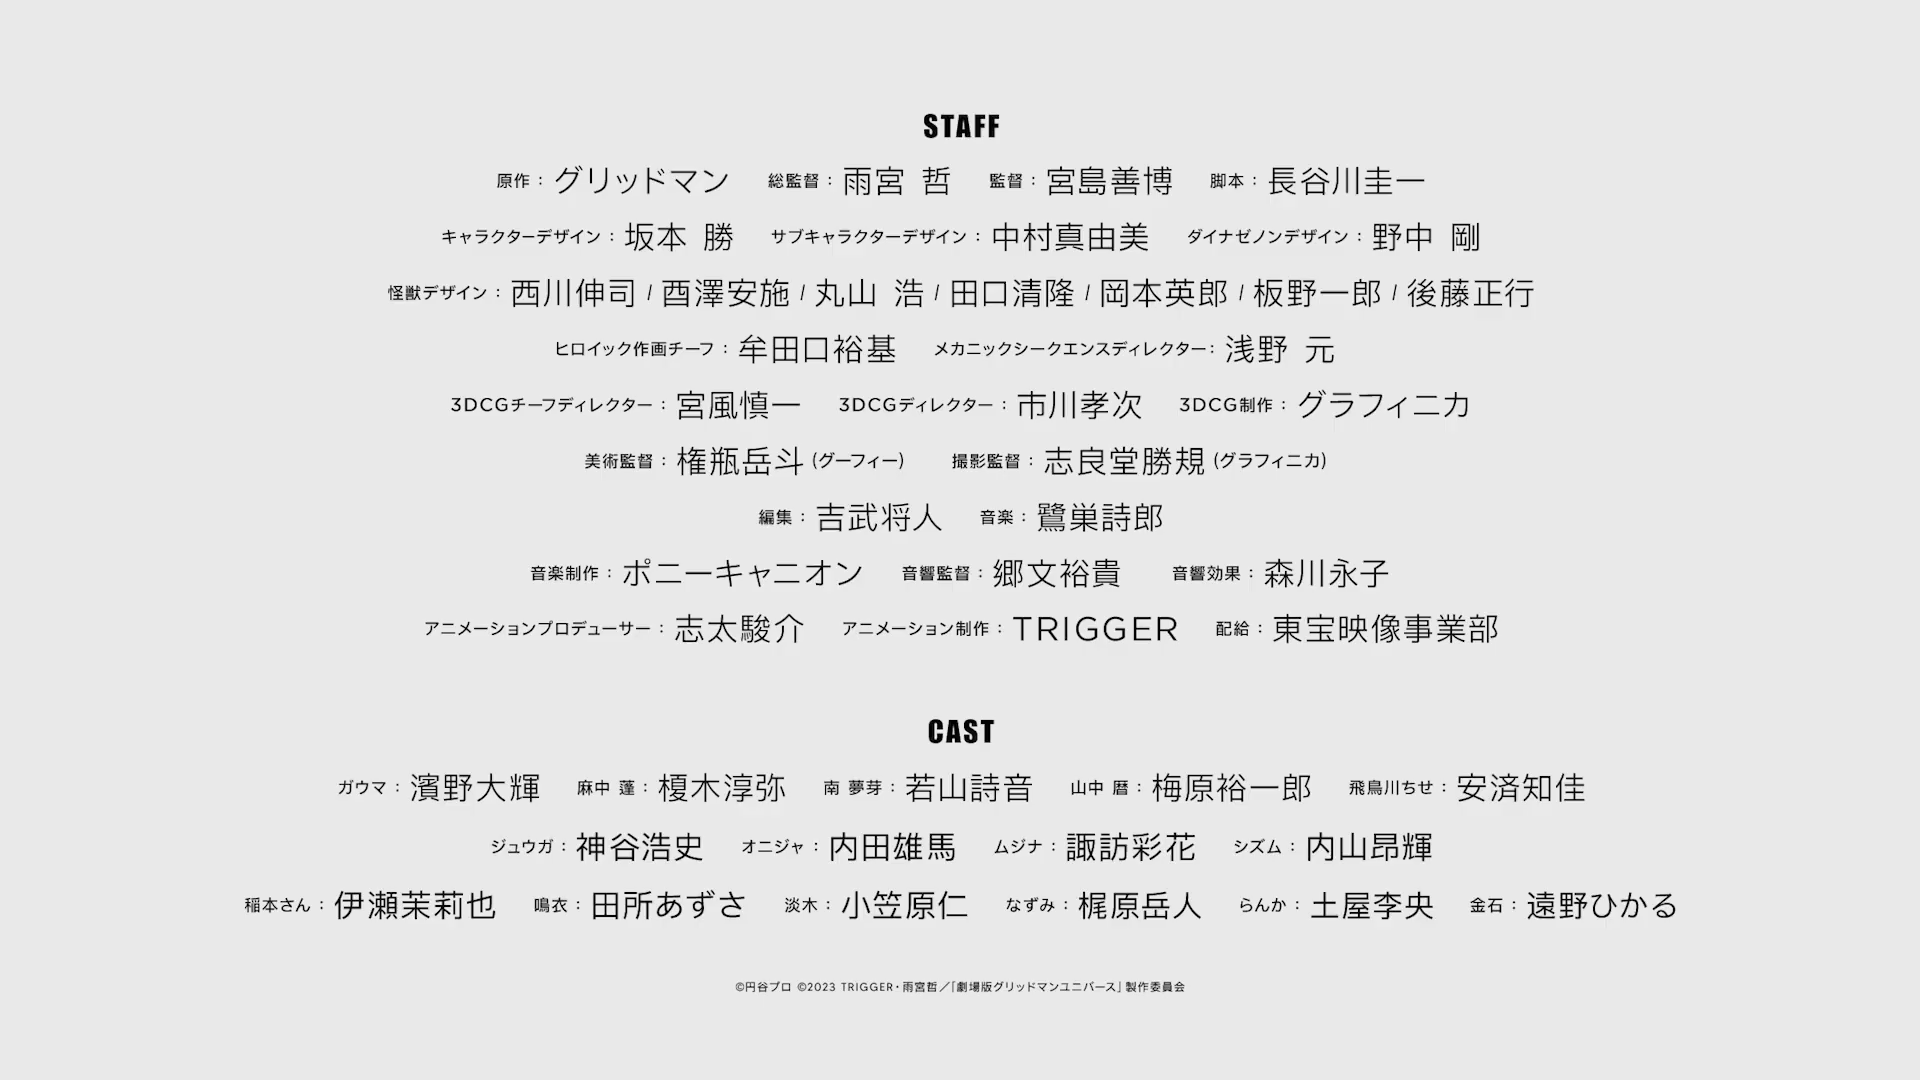 STAFF
原作：グリッドマン 総監督：雨宮 哲 監督：宮島善博 脚本：長谷川圭一
キャラクターデザイン：坂本 勝 サブキャラクターデザイン：中村真由美 ダイナゼノンデザイン：野中 剛
怪獣デザイン：西川伸司 / 酉澤安施 / 丸山 浩 / 田口清隆 / 岡本英郎 / 板野一郎 / 後藤正行
ヒロイック作画チーフ：牟田口裕基 メカニックシークエンスディレクター：浅野 元
3DCGチーフディレクター：宮風慎一 3DCGディレクター：市川孝次 3DCG制作：グラフィニカ
美術監督：権瓶岳斗 (グーフィー) 撮影監督：志良堂勝規 (グラフィニカ)
編集：吉武将人 音楽：鷺巣詩郎
音楽制作：ポニーキャニオン 音響監督：郷文裕貴 音響効果：森川永子
アニメーションプロデューサー：志太駿介 アニメーション制作：TRIGGER 配給：東宝映像事業部
CAST
ガウマ：濱野大輝 麻中 蓬：榎木淳弥 南 夢芽：若山詩音 山中 暦：梅原裕一郎 飛鳥川ちせ：安済知佳
ジュウガ：神谷浩史 オニジャ：内田雄馬 ムジナ：諏訪彩花 シズム：内山昂輝
稲本さん：伊瀬茉莉也 鳴衣：田所あずさ 淡木：小笠原仁 なずみ：梶原岳人 らんか：土屋李央 金石：遠野ひかる
©円谷プロ ©2023 TRIGGER・雨宮哲／「劇場版グリッドマンユニバース」製作委員会